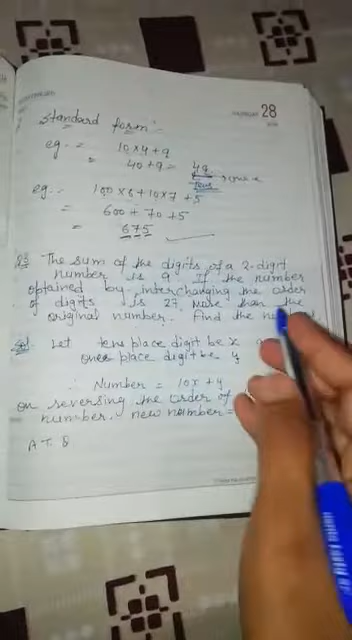 28
Standard form :-
eg. = 10×4+9
= 40+9 = 49
eg. :- 100×6+10×7+5 tens
= 600+70+5
= 675
Q3 The sum of the digits of a 2-digit
number is 9. If the number
obtained by interchanging the order
of digits is 27 more than the
original number. Find the
Sol. Let tens place digit be x
ones place digit be y
∴ Number = 10x+y
on reversing the order of
number. new number =
A T S